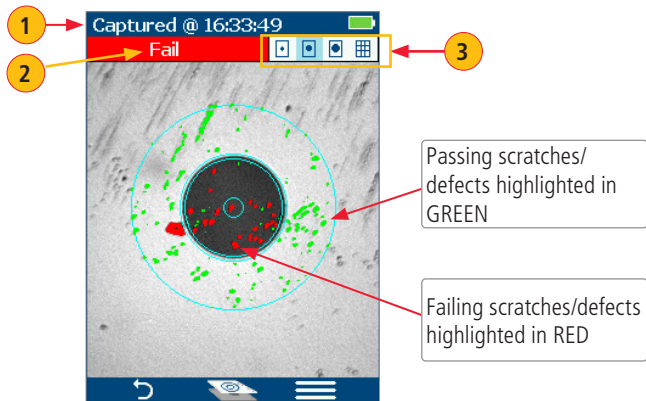 1
Captured @ 16:33:49
2
Fail
3
Passing scratches/
defects highlighted in
GREEN
Failing scratches/defects
highlighted in RED